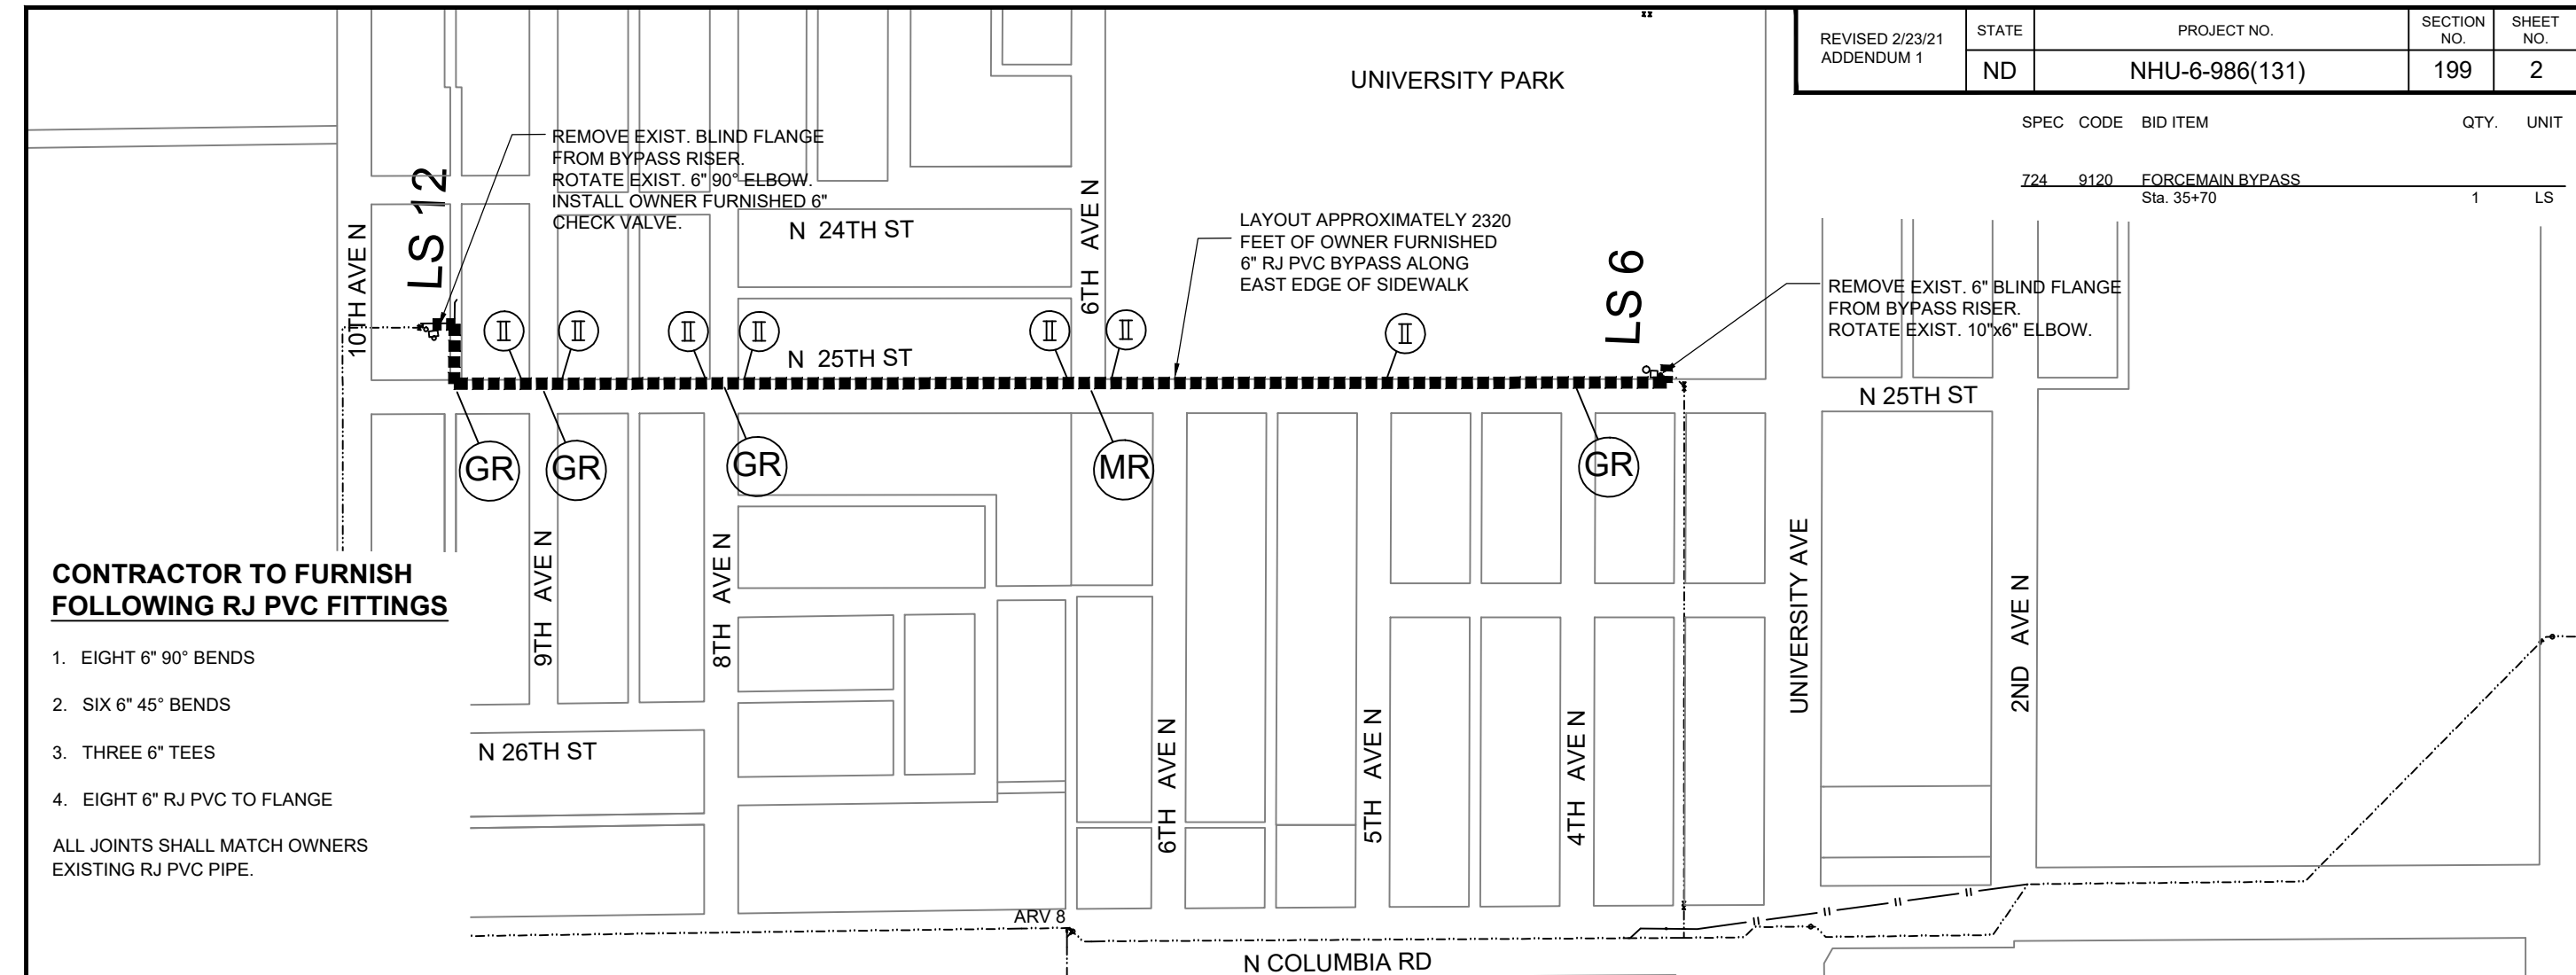 REVISED 2/23/21
ADDENDUM 1
STATE
PROJECT NO.
SECTION
NO.
SHEET
NO.
ND
NHU-6-986(131)
199
2
SPEC CODE BID ITEM QTY. UNIT
724 9120 FORCEMAIN BYPASS
Sta. 35+70 1 LS
UNIVERSITY PARK
REMOVE EXIST. BLIND FLANGE
FROM BYPASS RISER.
ROTATE EXIST. 6" 90° ELBOW.
INSTALL OWNER FURNISHED 6"
CHECK VALVE.
LS 12
10TH AVE N
N 24TH ST
6TH AVE N
LAYOUT APPROXIMATELY 2320
FEET OF OWNER FURNISHED
6" RJ PVC BYPASS ALONG
EAST EDGE OF SIDEWALK
LS 6
REMOVE EXIST. 6" BLIND FLANGE
FROM BYPASS RISER.
ROTATE EXIST. 10"x6" ELBOW.
II
II
II
II
II
II
II
N 25TH ST
N 25TH ST
GR
GR
GR
MR
GR
CONTRACTOR TO FURNISH
FOLLOWING RJ PVC FITTINGS
1. EIGHT 6" 90° BENDS
2. SIX 6" 45° BENDS
3. THREE 6" TEES
4. EIGHT 6" RJ PVC TO FLANGE
ALL JOINTS SHALL MATCH OWNERS
EXISTING RJ PVC PIPE.
9TH AVE N
8TH AVE N
UNIVERSITY AVE
2ND AVE N
N 26TH ST
6TH AVE N
5TH AVE N
4TH AVE N
ARV 8
N COLUMBIA RD